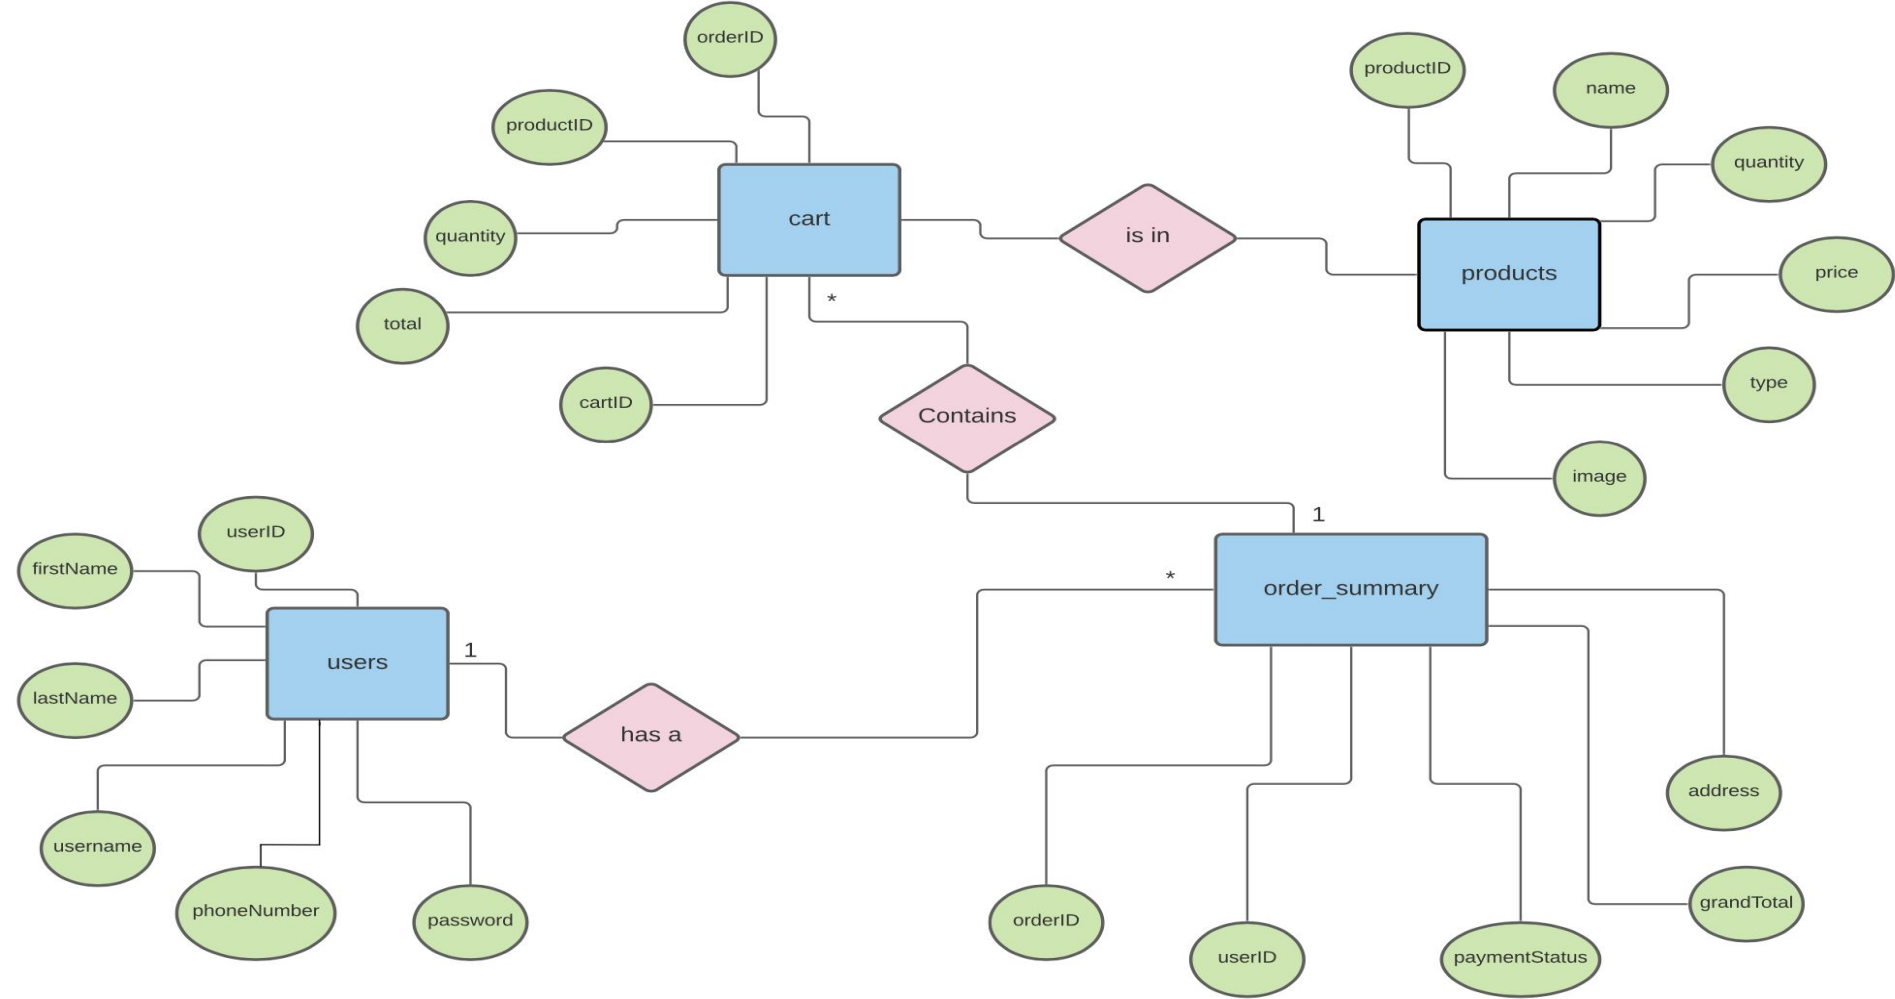 orderID
productID
name
productID
quantity
cart
is in
quantity
products
price
*
total
type
cartID
Contains
image
1
userID
firstName
*
order_summary
1
users
lastName
has a
address
username
grandTotal
phoneNumber
password
orderID
userID
paymentStatus